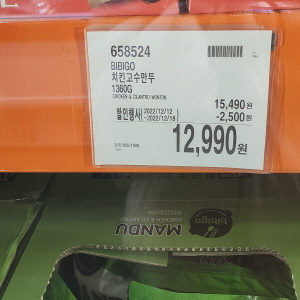 658524
BIBIGO
치킨고수만두
1360G
CHICKEN & CILANTRO WONTON
15,490원
할인행사 2022/12/12
~2022/12/18
-2,500원
12,990원
bibigo
MANDU
CHICKEN & CILANTRO